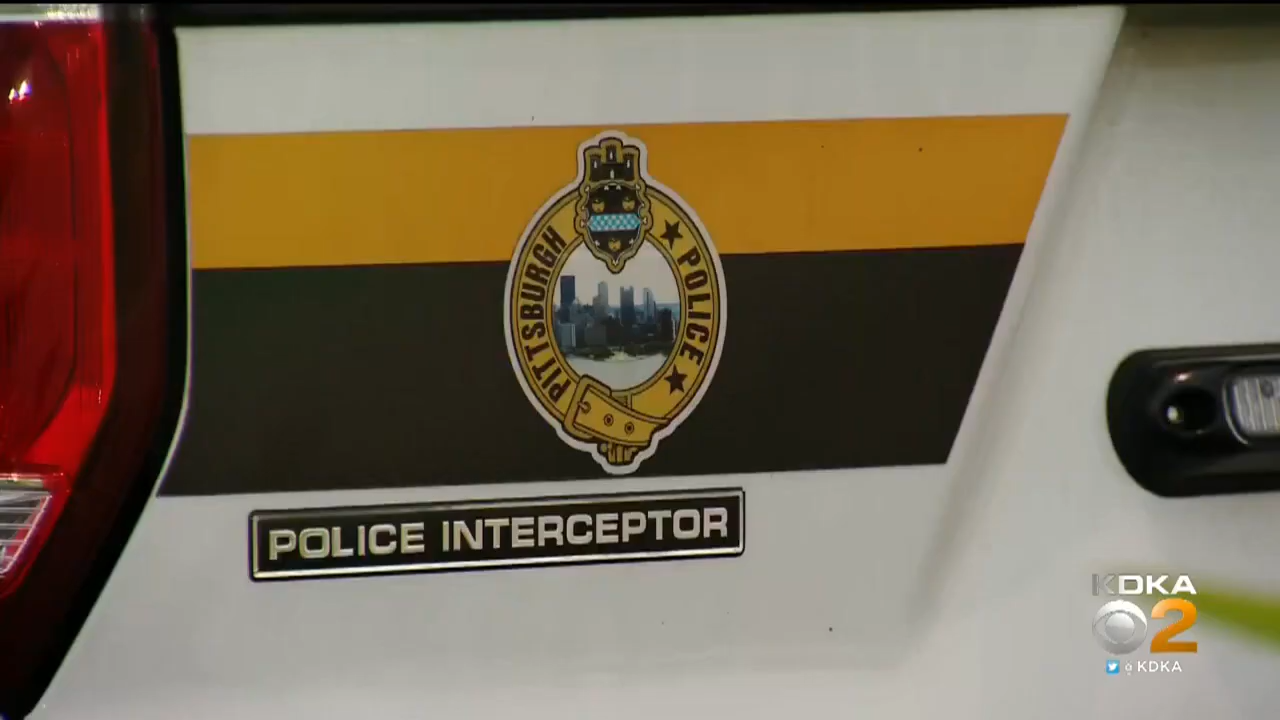 PITTSBURGH
POLICE
POLICE INTERCEPTOR
KDKA
2
@KDKA